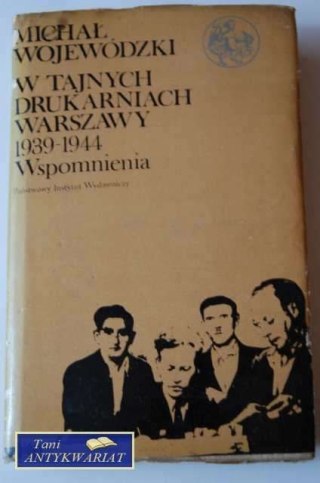 MICHAŁ
WOJEWÓDZKI
W TAJNYCH
DRUKARNIACH
WARSZAWY
1939-1944
Wspomnienia
Państwowy Instytut Wydawniczy
Tani
ANTYKWARIAT